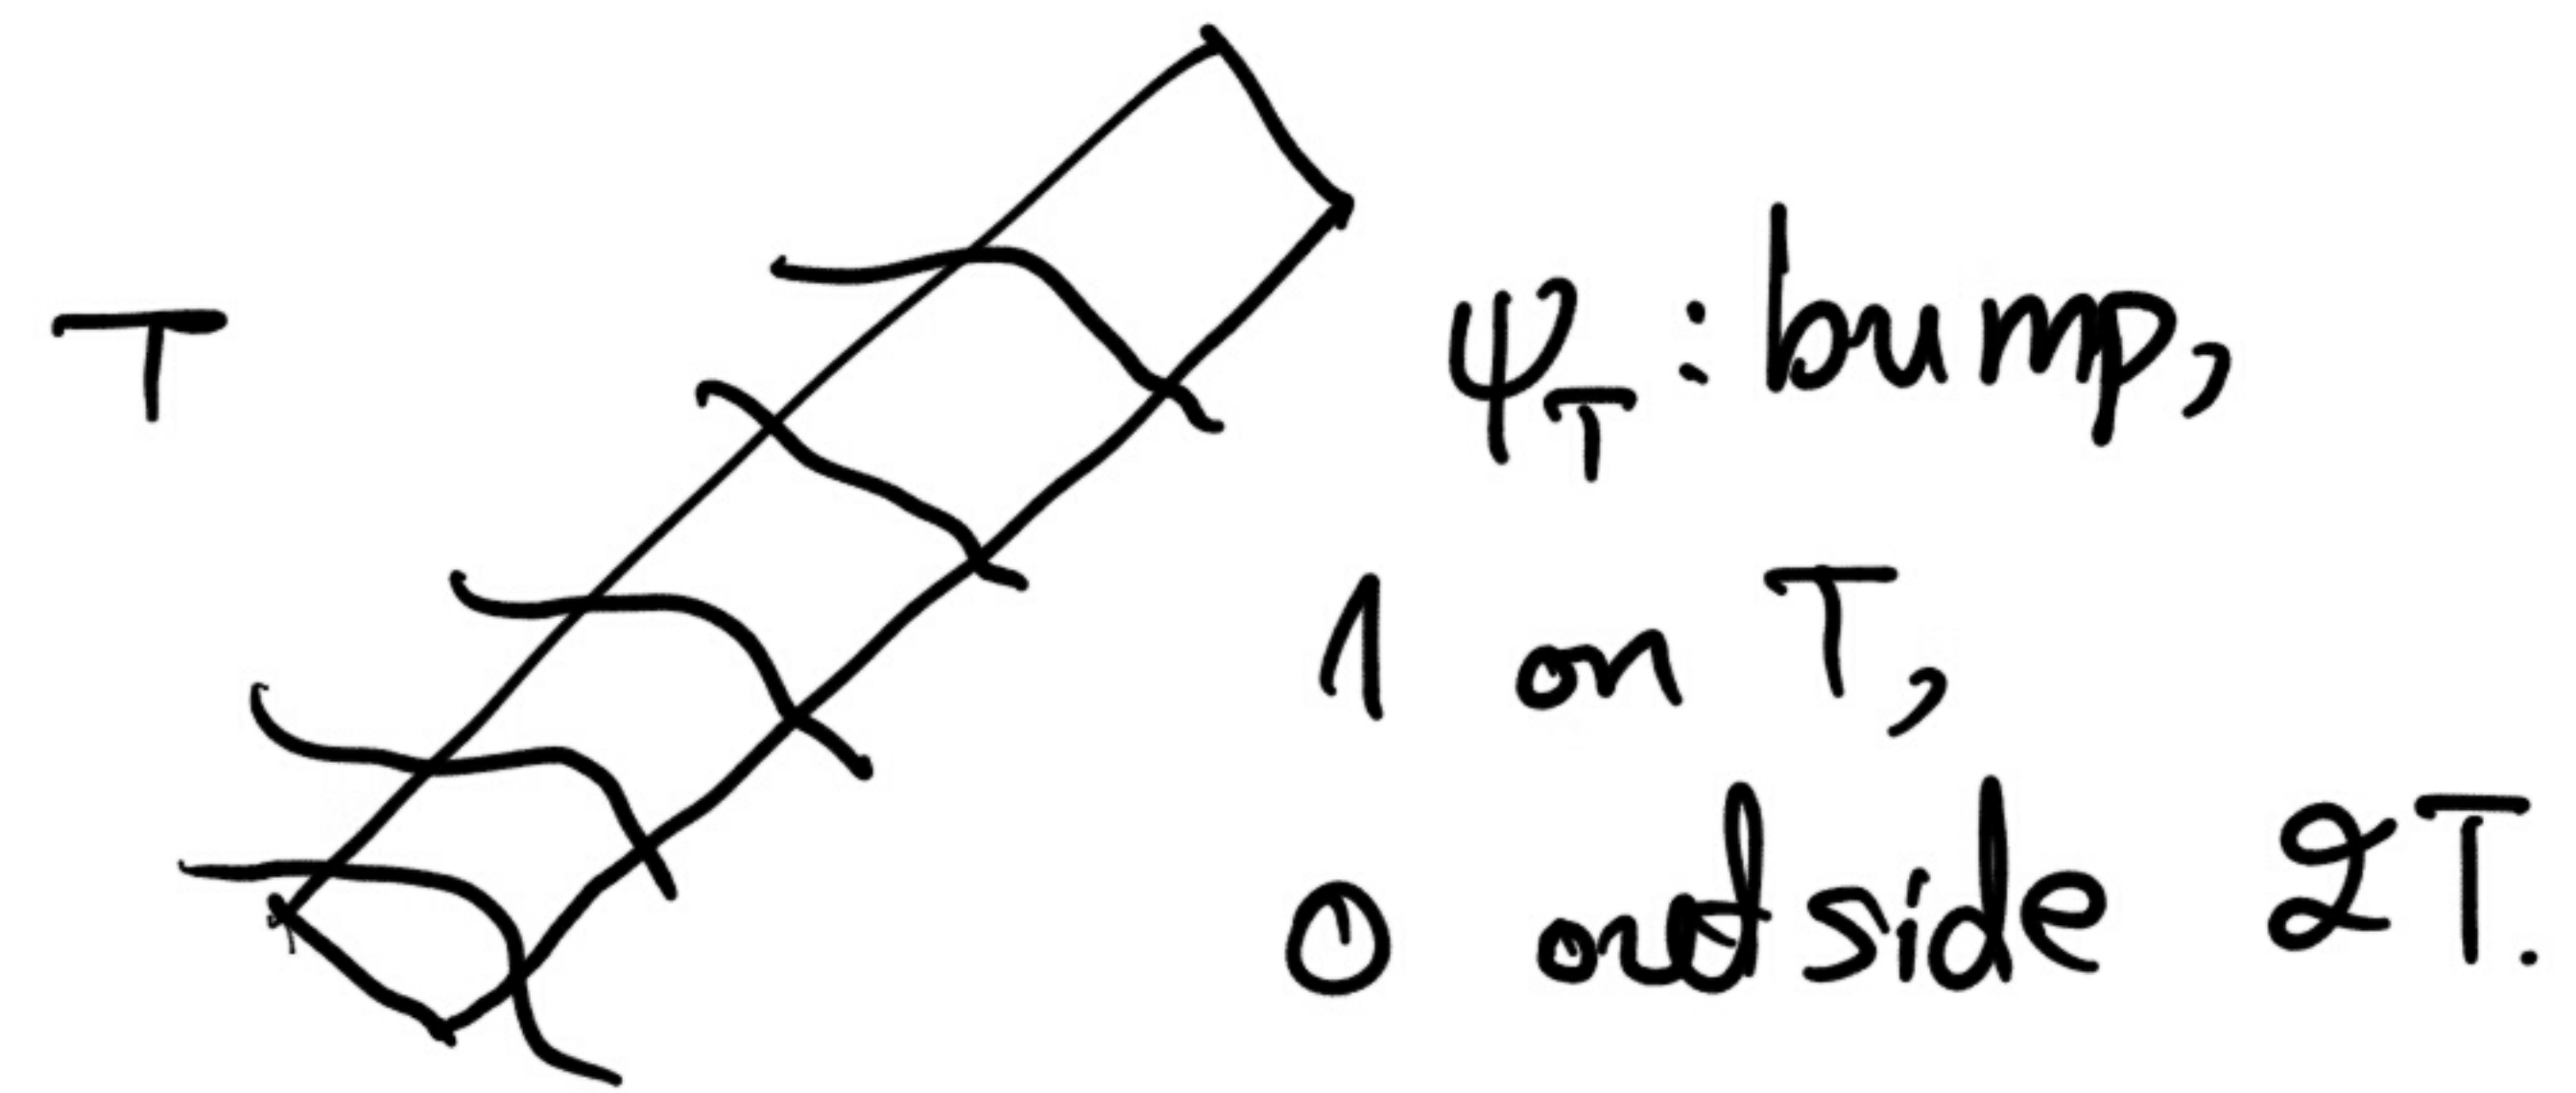 T
ψ_T : bump,
1 on T,
0 outside 2T.